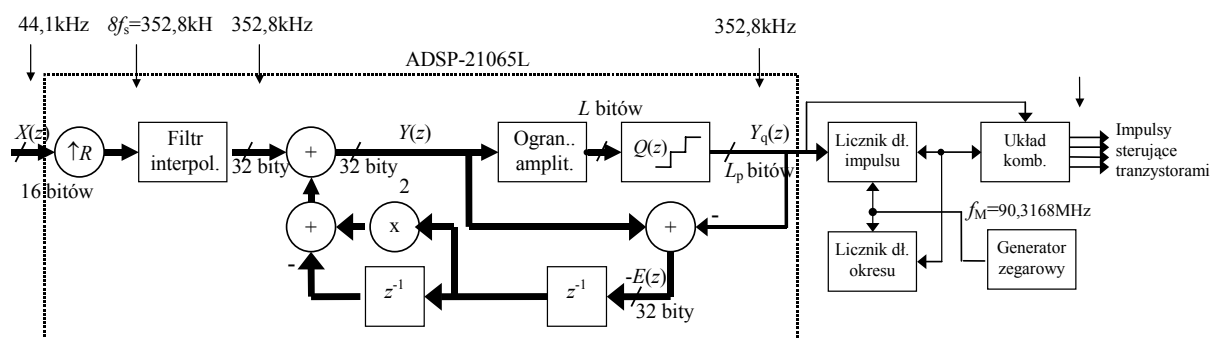 44,1kHz
8fs=352,8kH
352,8kHz
352,8kHz
ADSP-21065L
X(z)
16 bitów
↑R
Filtr
interpol.
32 bity
+
Y(z)
32 bity
Ogran..
amplit.
L bitów
Q(z)
Yq(z)
Lp bitów
Licznik dł.
impulsu
Układ
komb.
Impulsy
sterujące
tranzystorami
+
2
x
-
+
-
fM=90,3168MHz
Licznik dł.
okresu
Generator
zegarowy
z-1
z-1
-E(z)
32 bity